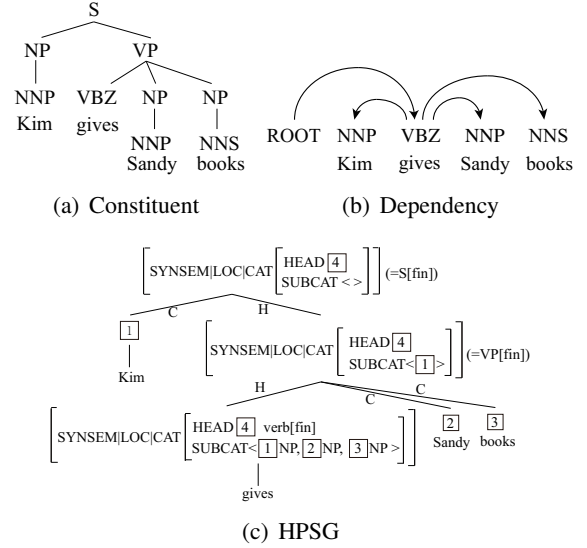 S
NP VP
NNP VBZ NP NP
Kim gives NNP NNS
Sandy books
(a) Constituent
ROOT NNP VBZ NNP NNS
Kim gives Sandy books
(b) Dependency
SYNSEM|LOC|CAT HEAD 4 (=S[fin])
SUBCAT < >
C H
1
Kim
SYNSEM|LOC|CAT HEAD 4 (=VP[fin])
SUBCAT< 1 >
H C C
SYNSEM|LOC|CAT HEAD 4 verb[fin]
SUBCAT< 1 NP, 2 NP, 3 NP >
2 3
Sandy books
gives
(c) HPSG